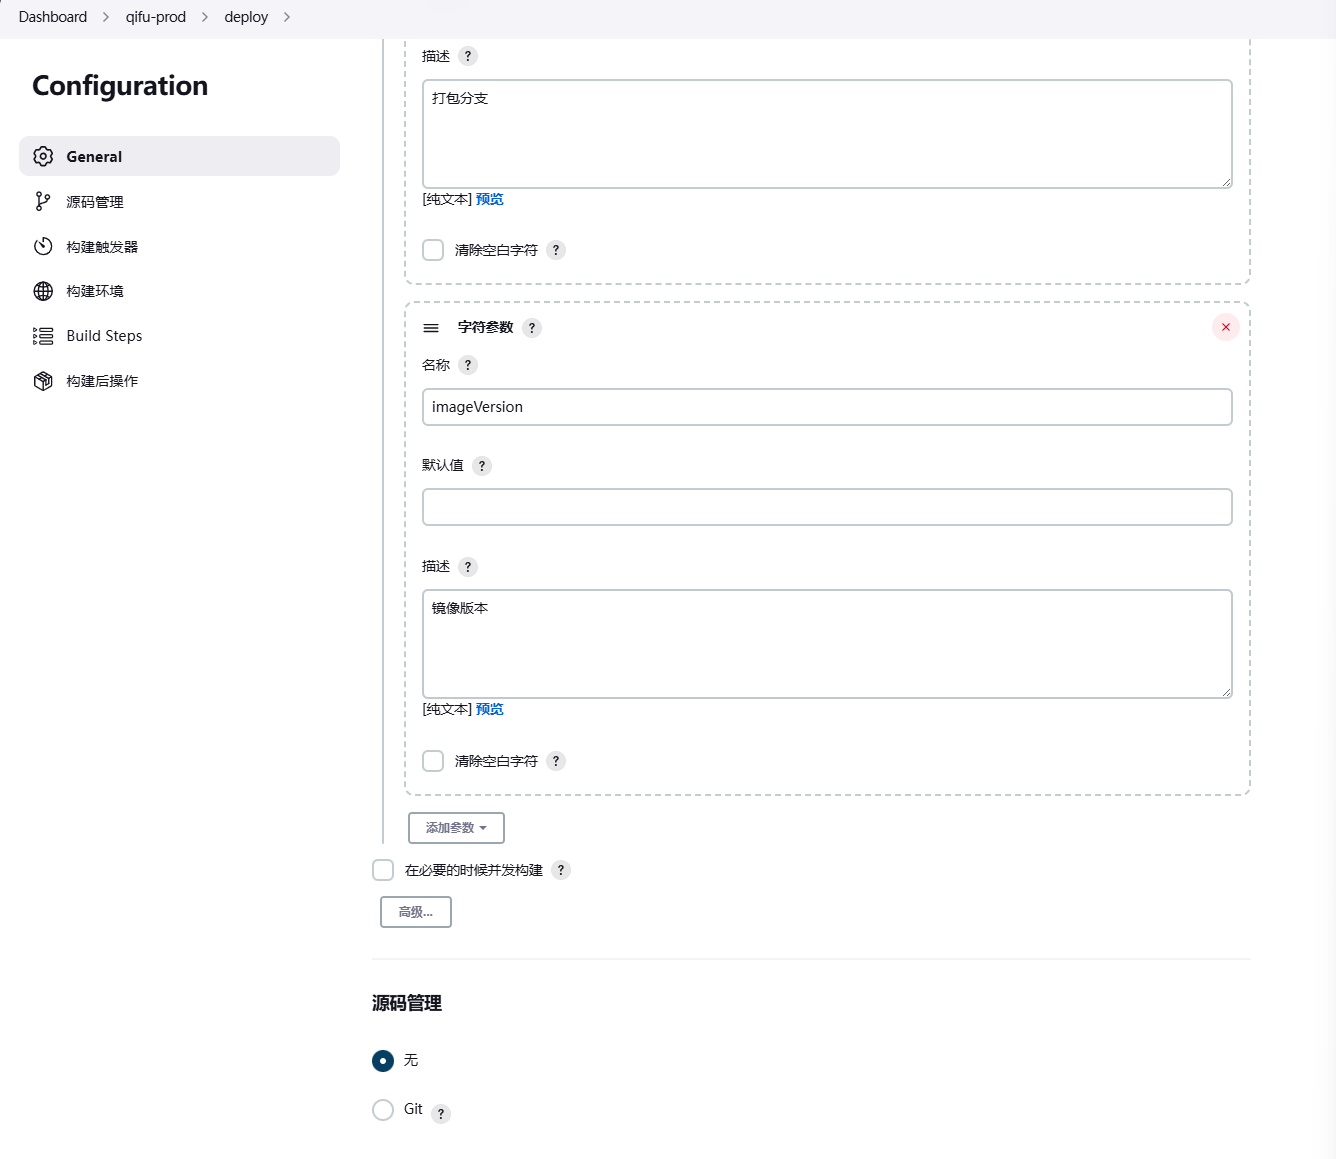 Dashboard > qifu-prod > deploy >
Configuration
General
源码管理
构建触发器
构建环境
Build Steps
构建后操作
描述 ?
打包分支
[纯文本] 预览
清除空白字符 ?
字符参数 ?
名称 ?
imageVersion
默认值 ?
描述 ?
镜像版本
[纯文本] 预览
清除空白字符 ?
添加参数
在必要的时候并发构建 ?
高级...
源码管理
无
Git ?